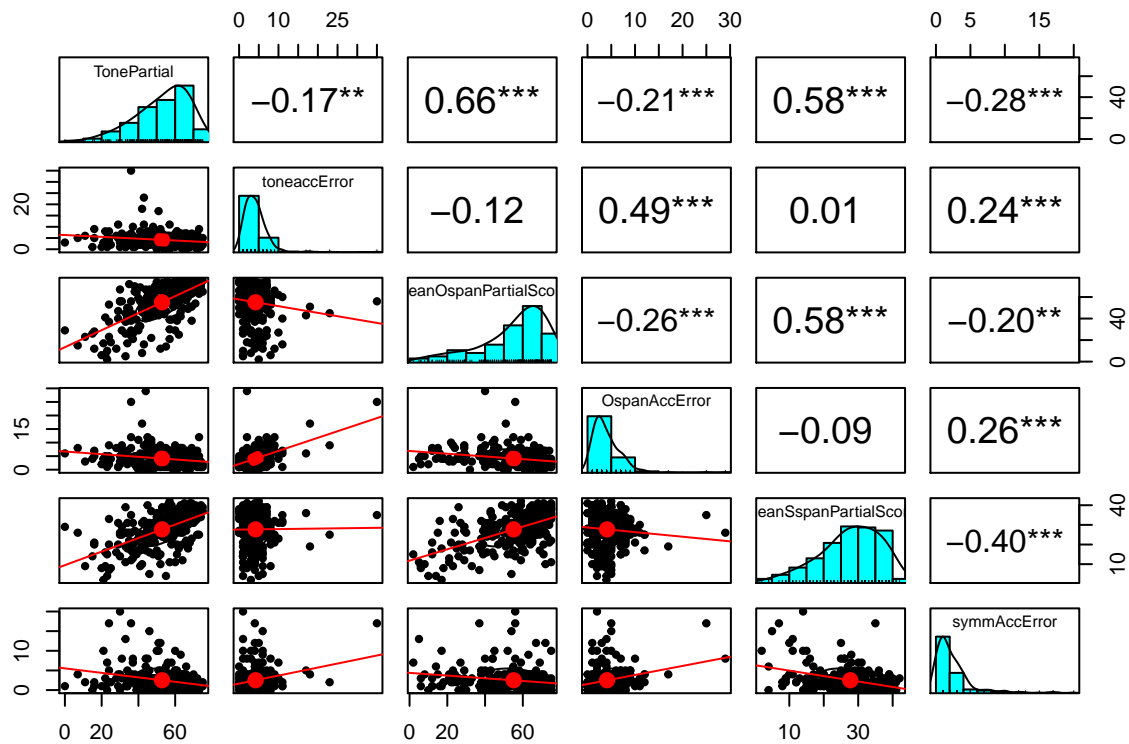 0 10 25
0 10 20 30
0 5 15
TonePartial
−0.17**
0.66***
−0.21***
0.58***
−0.28***
0 40
0 20
toneaccError
−0.12
0.49***
0.01
0.24***
eanOspanPartialSco
−0.26***
0.58***
−0.20**
0 40
0 15
OspanAccError
−0.09
0.26***
eanSspanPartialSco
−0.40***
10 30 40
0 10
symmAccError
0 20 60
0 20 60
10 30